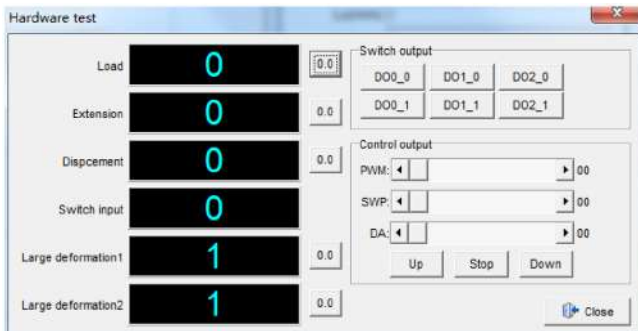 Hardware test
Load 0 0.0
Extension 0 0.0
Dispcement 0 0.0
Switch input 0
Large deformation1 1 0.0
Large deformation2 1 0.0
Switch output
DO0_0 DO1_0 DO2_0
DO0_1 DO1_1 DO2_1
Control output
PWM: 00
SWP: 00
DA: 00
Up Stop Down
Close